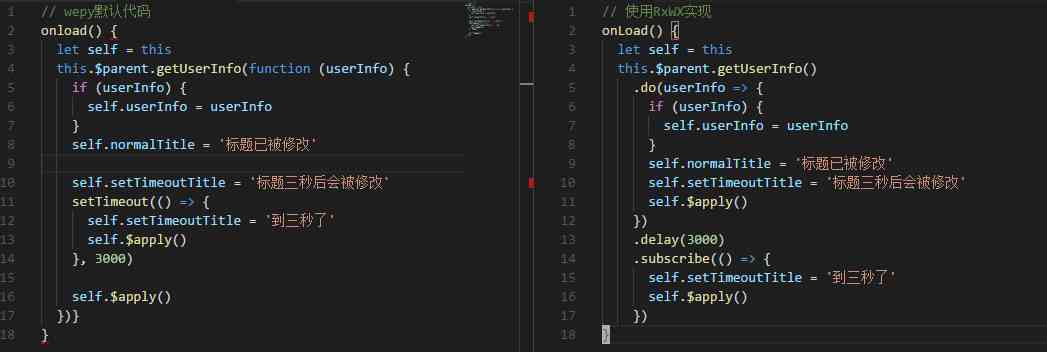 1 // wepy默认代码
2 onload() {
3 let self = this
4 this.$parent.getUserInfo(function (userInfo) {
5 if (userInfo) {
6 self.userInfo = userInfo
7 }
8 self.normalTitle = '标题已被修改'
9
10 self.setTimeoutTitle = '标题三秒后会被修改'
11 setTimeout(() => {
12 self.setTimeoutTitle = '到三秒了'
13 self.$apply()
14 }, 3000)
15
16 self.$apply()
17 })}
18 }
1 // 使用RxWX实现
2 onLoad() {
3 let self = this
4 this.$parent.getUserInfo()
5 .do(userInfo => {
6 if (userInfo) {
7 self.userInfo = userInfo
8 }
9 self.normalTitle = '标题已被修改'
10 self.setTimeoutTitle = '标题三秒后会被修改'
11 self.$apply()
12 })
13 .delay(3000)
14 .subscribe(() => {
15 self.setTimeoutTitle = '到三秒了'
16 self.$apply()
17 })
18 }